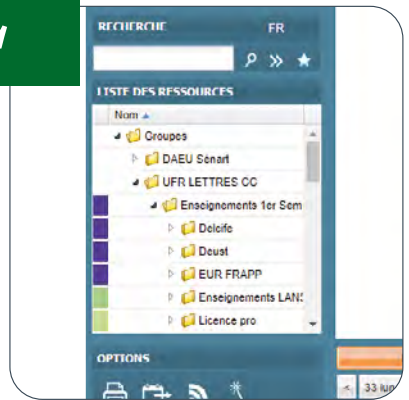 RECHERCHE FR
LISTE DES RESSOURCES
Nom
Groupes
DAEU Sénart
UFR LETTRES CC
Enseignements 1er Sem
Delcife
Deust
EUR FRAPP
Enseignements LANS
Licence pro
OPTIONS
< 33 lun